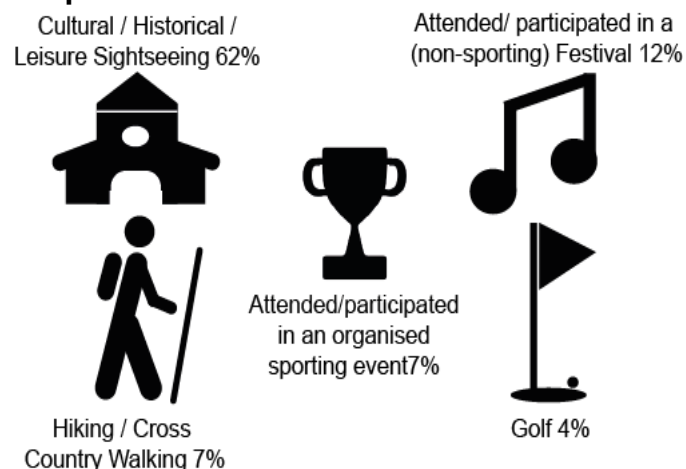 Cultural / Historical /
Leisure Sightseeing 62%
Attended/ participated in a
(non-sporting) Festival 12%
Attended/participated
in an organised
sporting event7%
Hiking / Cross
Country Walking 7%
Golf 4%